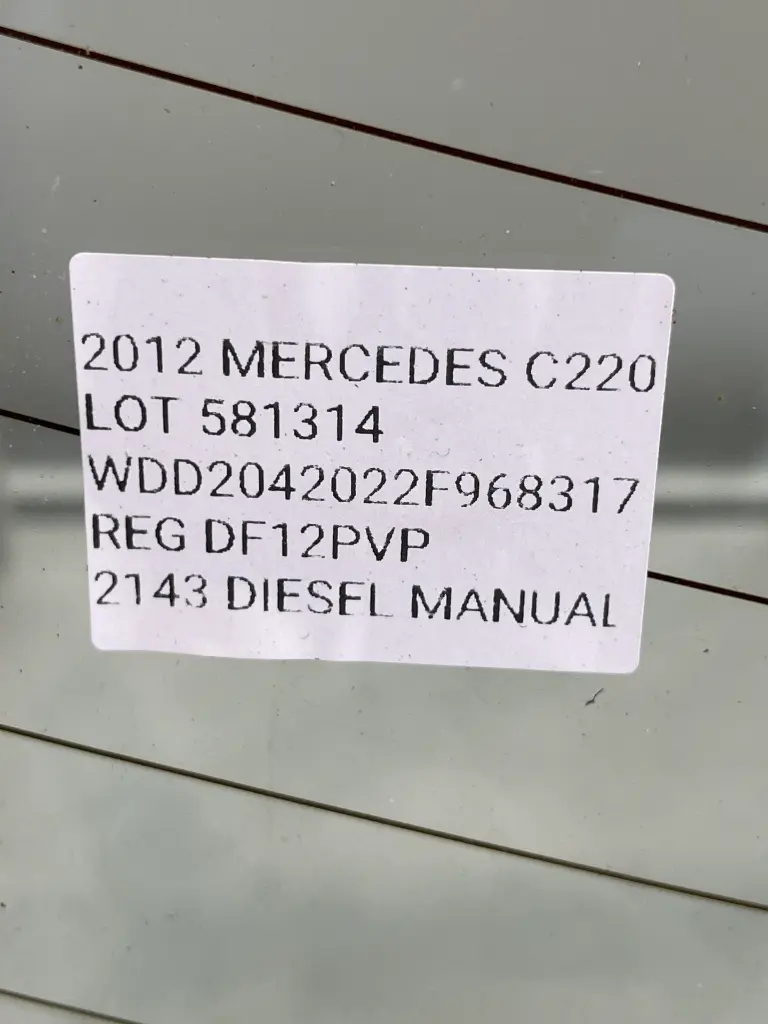 2012 MERCEDES C220
LOT 581314
WDD2042022F968317
REG DF12PVP
2143 DIESEL MANUAL